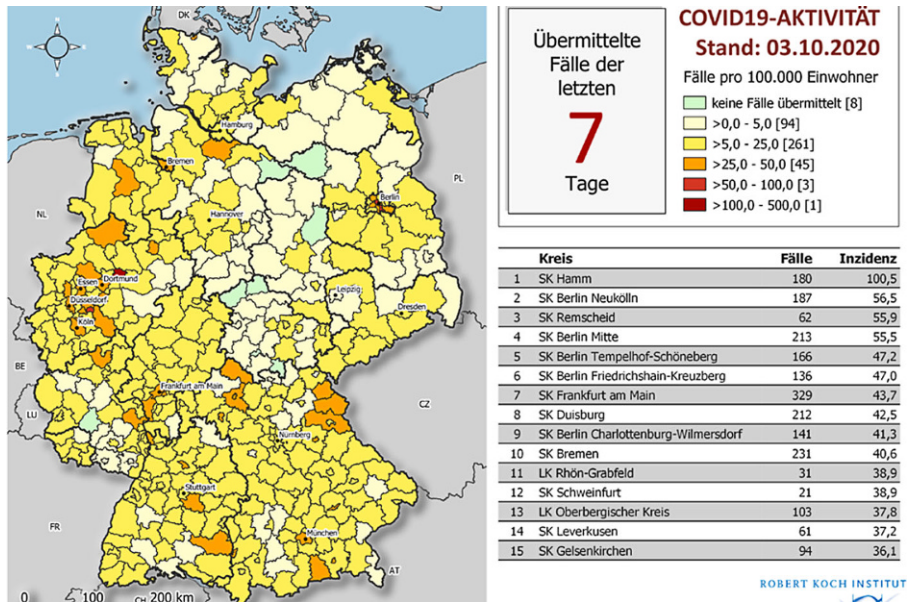 DK
PL
NL
BE
LU
CZ
FR
AT
CH
Hamburg
Bremen
Berlin
Hannover
Essen
Dortmund
Düsseldorf
Köln
Leipzig
Dresden
Frankfurt am Main
Nürnberg
Stuttgart
München
0 100 200 km
Übermittelte
Fälle der
letzten
7
Tage
COVID19-AKTIVITÄT
Stand: 03.10.2020
Fälle pro 100.000 Einwohner
keine Fälle übermittelt [8]
>0,0 - 5,0 [94]
>5,0 - 25,0 [261]
>25,0 - 50,0 [45]
>50,0 - 100,0 [3]
>100,0 - 500,0 [1]
Kreis Fälle Inzidenz
1 SK Hamm 180 100,5
2 SK Berlin Neukölln 187 56,5
3 SK Remscheid 62 55,9
4 SK Berlin Mitte 213 55,5
5 SK Berlin Tempelhof-Schöneberg 166 47,2
6 SK Berlin Friedrichshain-Kreuzberg 136 47,0
7 SK Frankfurt am Main 329 43,7
8 SK Duisburg 212 42,5
9 SK Berlin Charlottenburg-Wilmersdorf 141 41,3
10 SK Bremen 231 40,6
11 LK Rhön-Grabfeld 31 38,9
12 SK Schweinfurt 21 38,9
13 LK Oberbergischer Kreis 103 37,8
14 SK Leverkusen 61 37,2
15 SK Gelsenkirchen 94 36,1
ROBERT KOCH INSTITUT